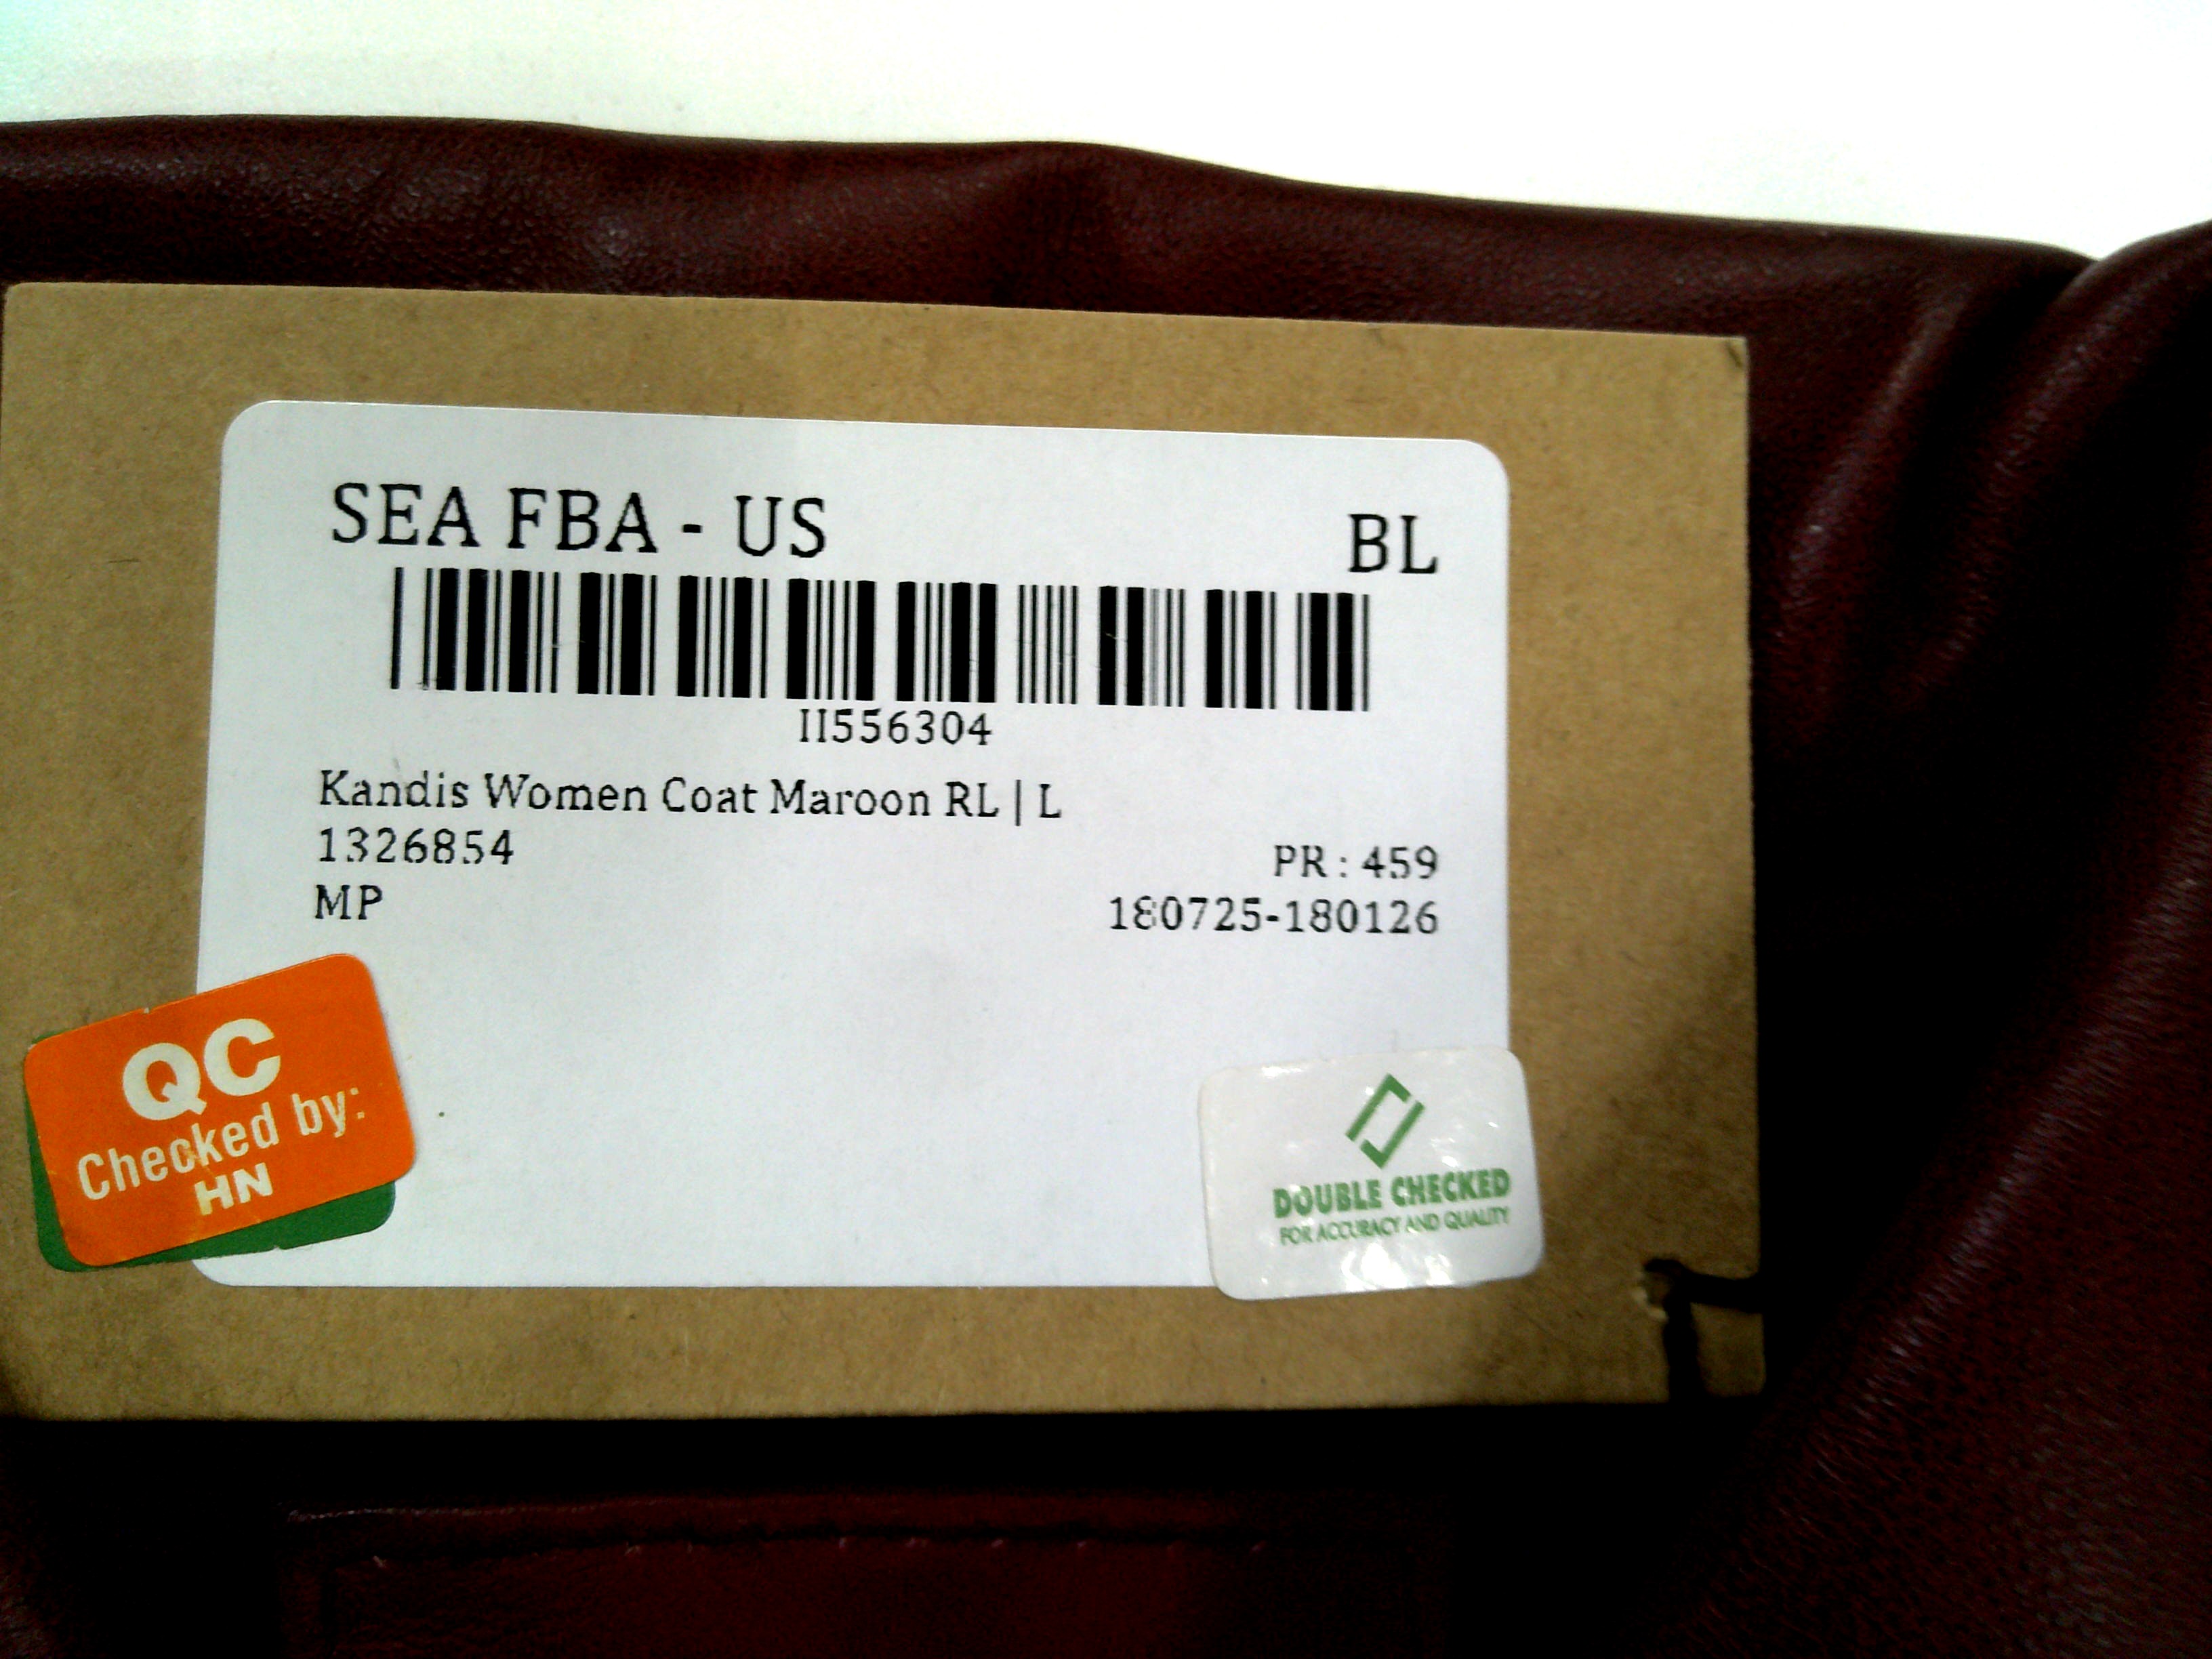 SEA FBA - US BL
II556304
Kandis Women Coat Maroon RL | L
1326854 PR : 459
MP 180725-180126
QC
Checked by:
HN
DOUBLE CHECKED
FOR ACCURACY AND QUALITY